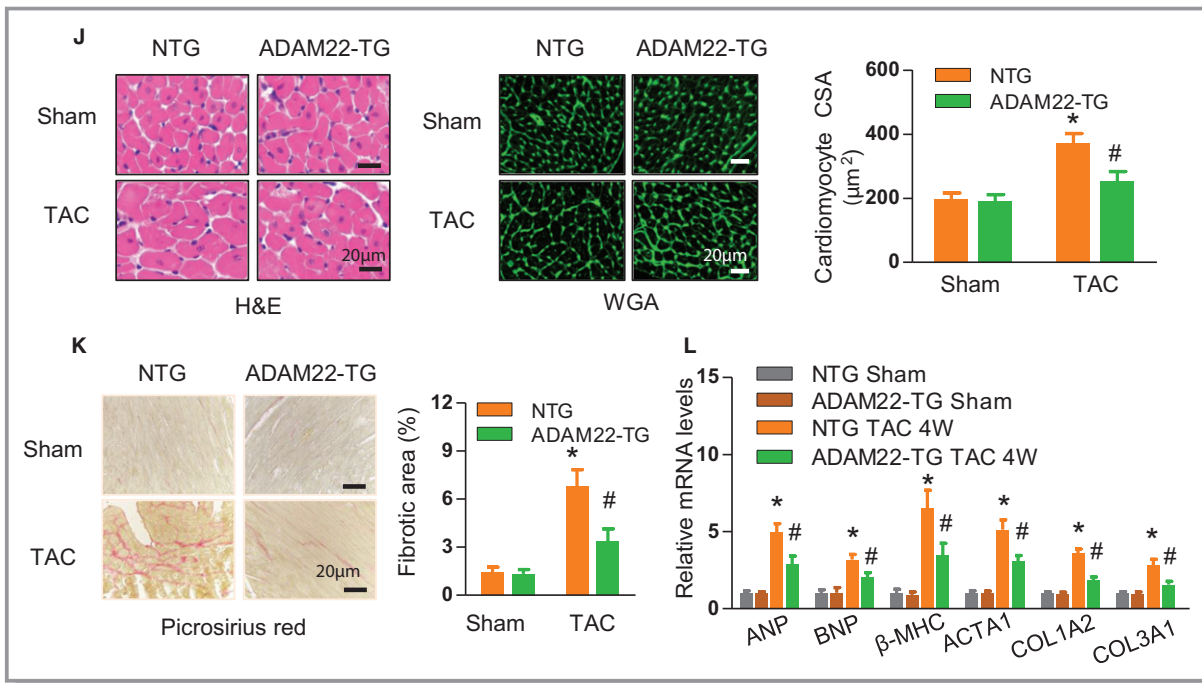 J
NTG ADAM22-TG
Sham
TAC
20µm
H&E
NTG ADAM22-TG
Sham
TAC
20µm
WGA
Cardiomyocyte CSA
(µm²)
600
400
200
0
NTG
ADAM22-TG
*
#
Sham TAC
K
NTG ADAM22-TG
Sham
TAC
20µm
Picrosirius red
Fibrotic area (%)
9
6
3
0
NTG
ADAM22-TG
*
#
Sham TAC
L
Relative mRNA levels
15
10
5
0
NTG Sham
ADAM22-TG Sham
NTG TAC 4W
ADAM22-TG TAC 4W
* # * # * # * # * # * #
ANP BNP β-MHC ACTA1 COL1A2 COL3A1